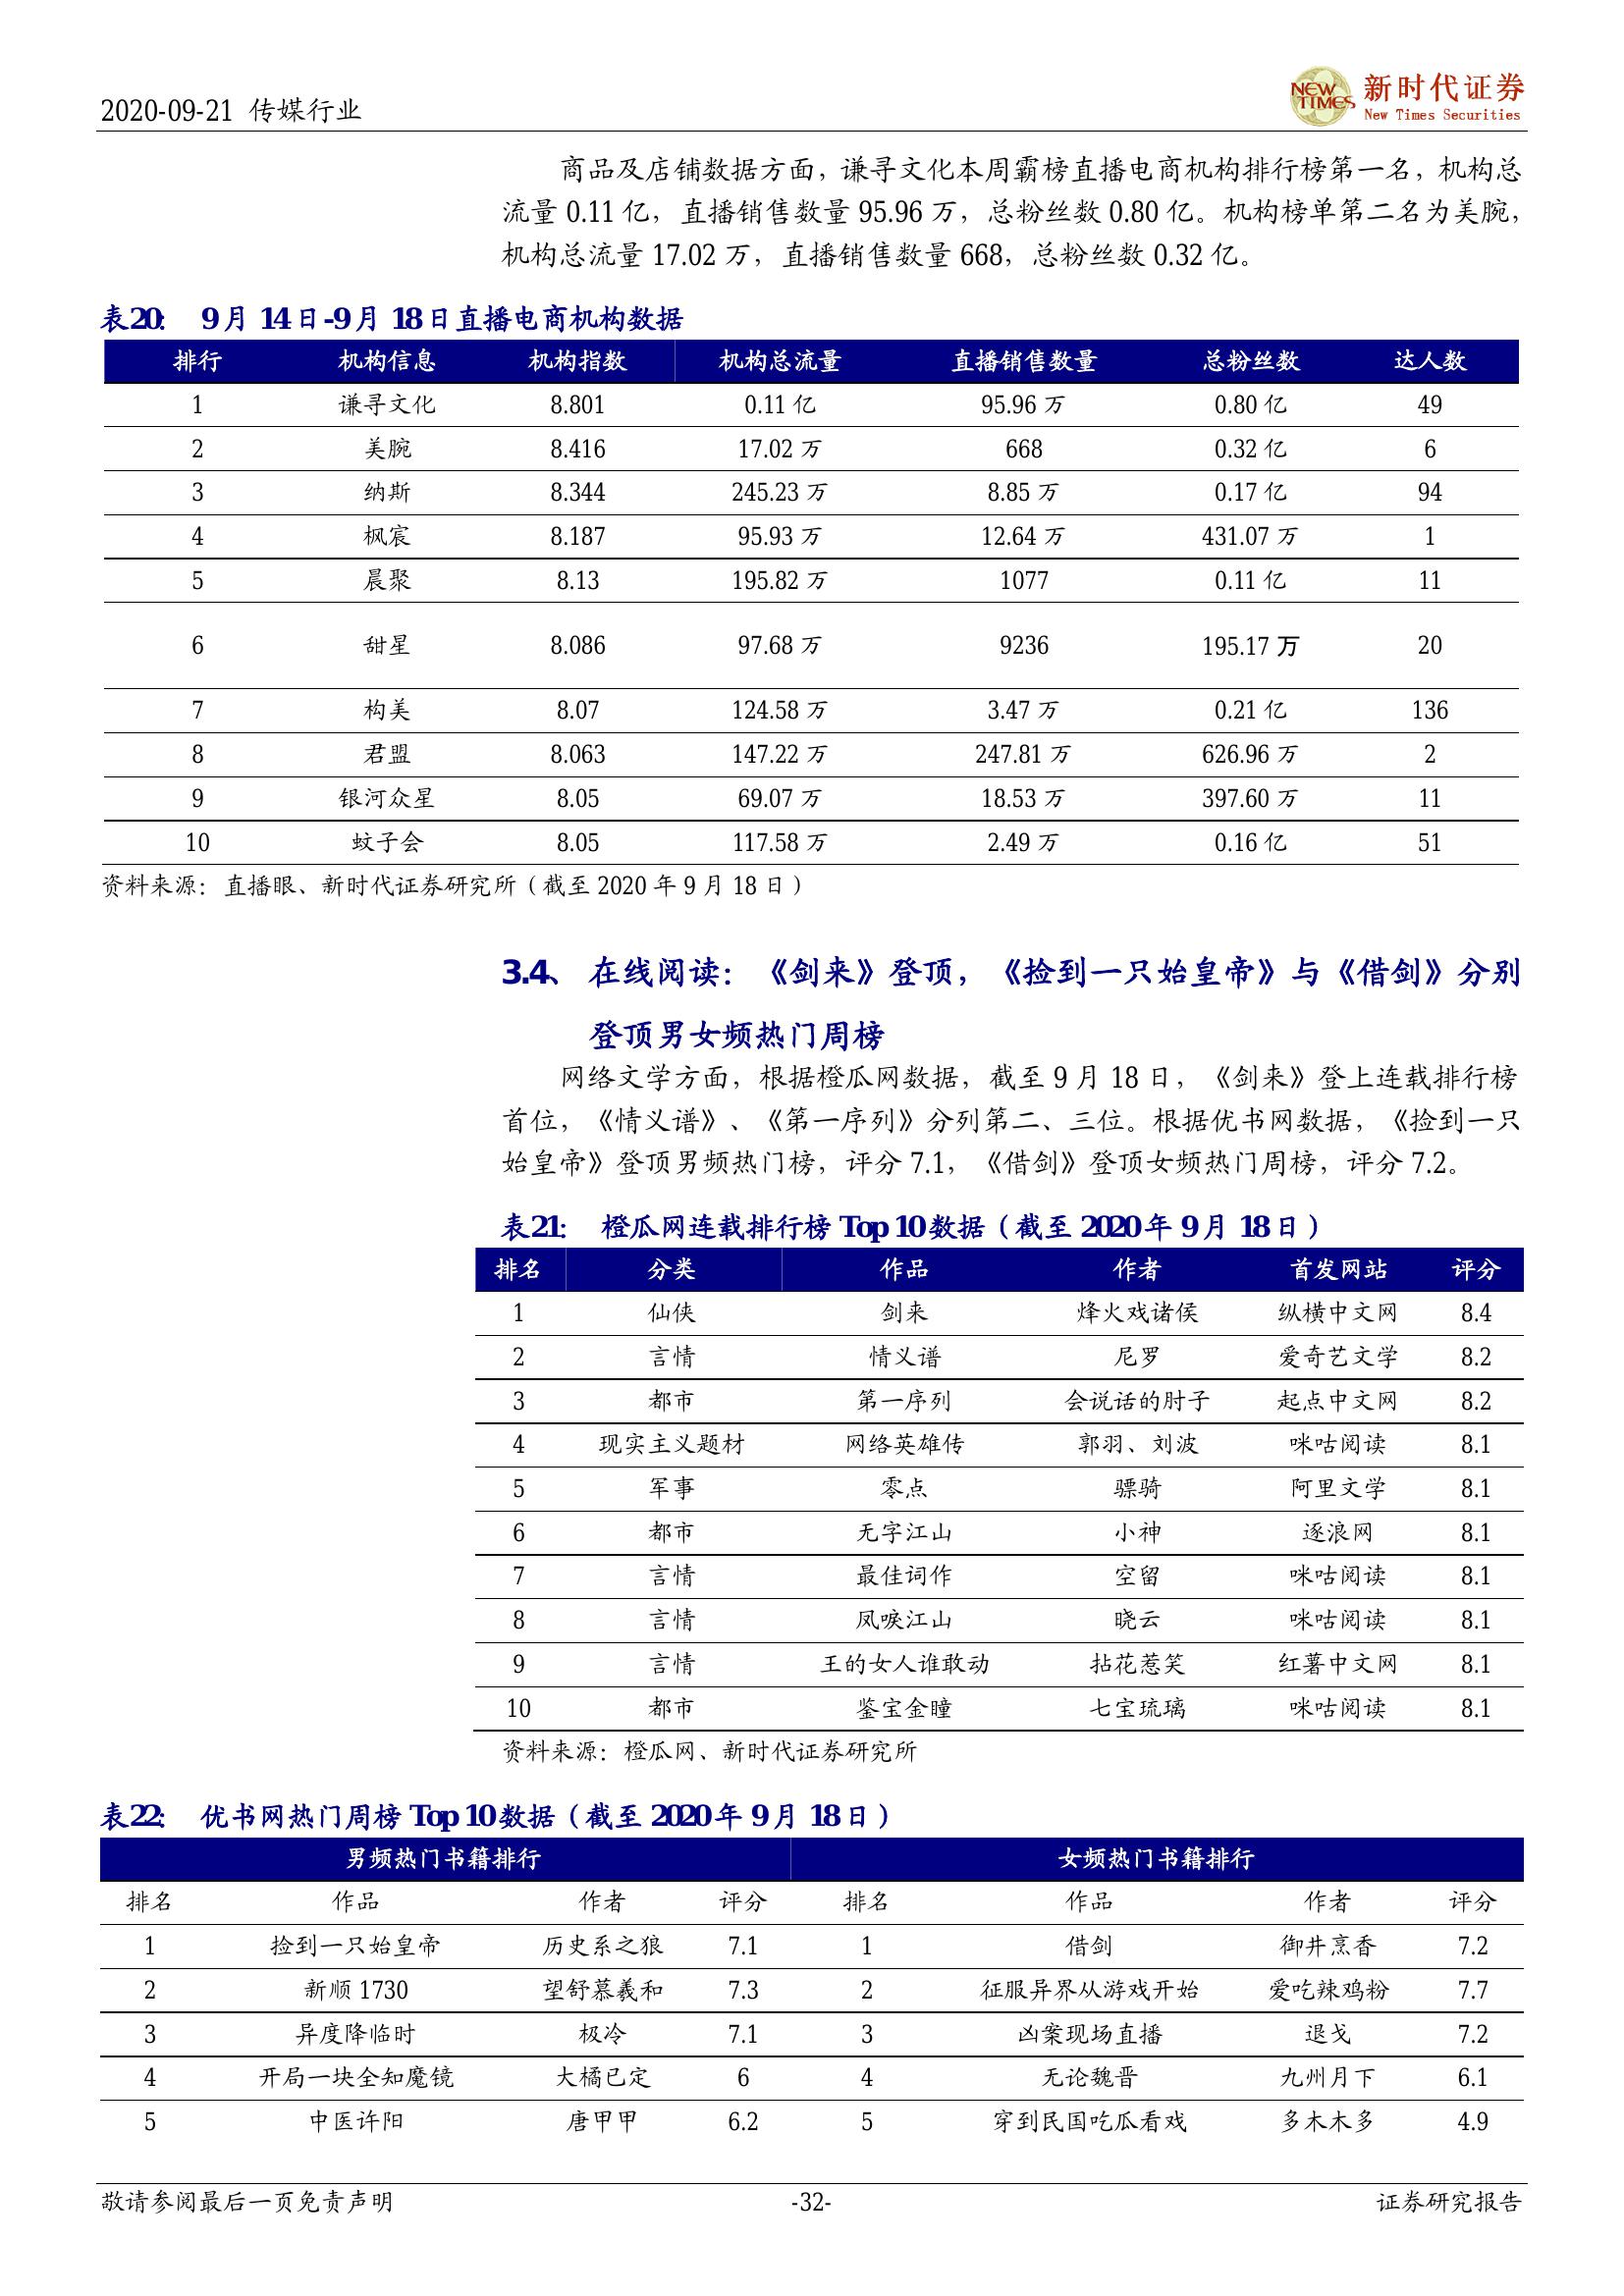 2020-09-21 传媒行业
NEW TIMES 新时代证券
New Times Securities
商品及店铺数据方面，谦寻文化本周霸榜直播电商机构排行榜第一名，机构总
流量 0.11 亿，直播销售数量 95.96 万，总粉丝数 0.80 亿。机构榜单第二名为美腕，
机构总流量 17.02 万，直播销售数量 668，总粉丝数 0.32 亿。
表20： 9月 14日-9月 18日直播电商机构数据
排行 机构信息 机构指数 机构总流量 直播销售数量 总粉丝数 达人数
1 谦寻文化 8.801 0.11 亿 95.96 万 0.80 亿 49
2 美腕 8.416 17.02 万 668 0.32 亿 6
3 纳斯 8.344 245.23 万 8.85 万 0.17 亿 94
4 枫宸 8.187 95.93 万 12.64 万 431.07 万 1
5 晨聚 8.13 195.82 万 1077 0.11 亿 11
6 甜星 8.086 97.68 万 9236 195.17 万 20
7 构美 8.07 124.58 万 3.47 万 0.21 亿 136
8 君盟 8.063 147.22 万 247.81 万 626.96 万 2
9 银河众星 8.05 69.07 万 18.53 万 397.60 万 11
10 蚊子会 8.05 117.58 万 2.49 万 0.16 亿 51
资料来源：直播眼、新时代证券研究所（截至 2020 年 9 月 18 日）
3.4、 在线阅读：《剑来》登顶，《捡到一只始皇帝》与《借剑》分别
登顶男女频热门周榜
网络文学方面，根据橙瓜网数据，截至 9 月 18 日，《剑来》登上连载排行榜
首位，《情义谱》、《第一序列》分列第二、三位。根据优书网数据，《捡到一只
始皇帝》登顶男频热门榜，评分 7.1，《借剑》登顶女频热门周榜，评分 7.2。
表21： 橙瓜网连载排行榜 Top 10数据（截至 2020年 9月 18日）
排名 分类 作品 作者 首发网站 评分
1 仙侠 剑来 烽火戏诸侯 纵横中文网 8.4
2 言情 情义谱 尼罗 爱奇艺文学 8.2
3 都市 第一序列 会说话的肘子 起点中文网 8.2
4 现实主义题材 网络英雄传 郭羽、刘波 咪咕阅读 8.1
5 军事 零点 骠骑 阿里文学 8.1
6 都市 无字江山 小神 逐浪网 8.1
7 言情 最佳词作 空留 咪咕阅读 8.1
8 言情 凤唳江山 晓云 咪咕阅读 8.1
9 言情 王的女人谁敢动 拈花惹笑 红薯中文网 8.1
10 都市 鉴宝金瞳 七宝琉璃 咪咕阅读 8.1
资料来源：橙瓜网、新时代证券研究所
表22： 优书网热门周榜 Top 10数据（截至 2020年 9月 18日）
男频热门书籍排行 女频热门书籍排行
排名 作品 作者 评分 排名 作品 作者 评分
1 捡到一只始皇帝 历史系之狼 7.1 1 借剑 御井烹香 7.2
2 新顺 1730 望舒慕羲和 7.3 2 征服异界从游戏开始 爱吃辣鸡粉 7.7
3 异度降临时 极冷 7.1 3 凶案现场直播 退戈 7.2
4 开局一块全知魔镜 大橘已定 6 4 无论魏晋 九州月下 6.1
5 中医许阳 唐甲甲 6.2 5 穿到民国吃瓜看戏 多木木多 4.9
敬请参阅最后一页免责声明 -32- 证券研究报告